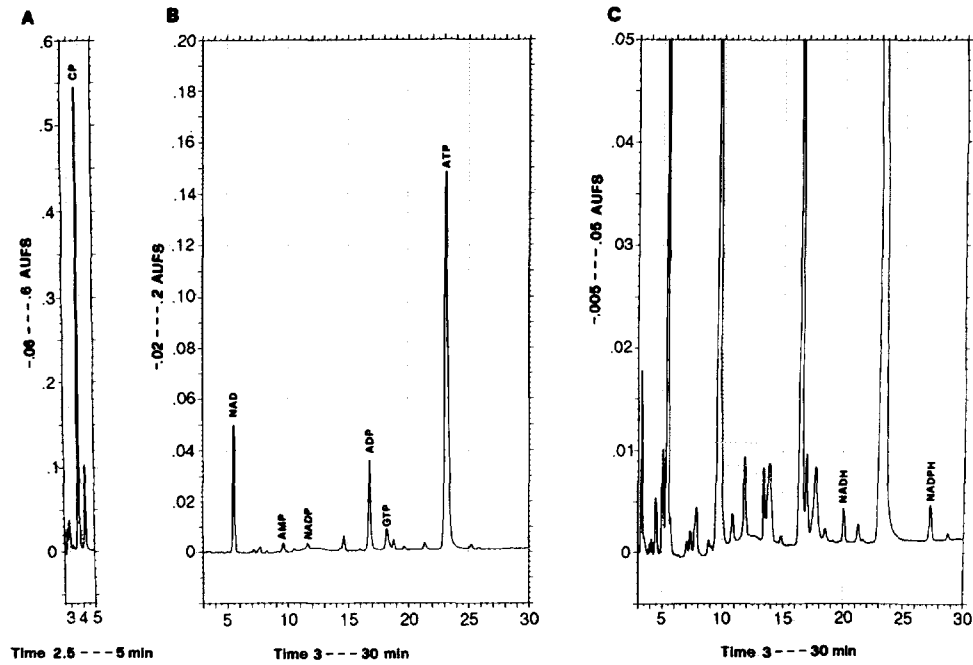 A
.6
.5
.4
.3
.2
.1
0
-.06 ---- .6 AUFS
CP
3 4 5
Time 2.5 ---- 5 min
B
.20
.18
.16
.14
.12
.10
.08
.06
.04
.02
0
-.02 ---- .2 AUFS
NAD
AMP
NADP
ADP
GTP
ATP
5 10 15 20 25 30
Time 3 ---- 30 min
C
.05
.04
.03
.02
.01
0
-.005 ---- .05 AUFS
NADH
NADPH
5 10 15 20 25 30
Time 3 ---- 30 min